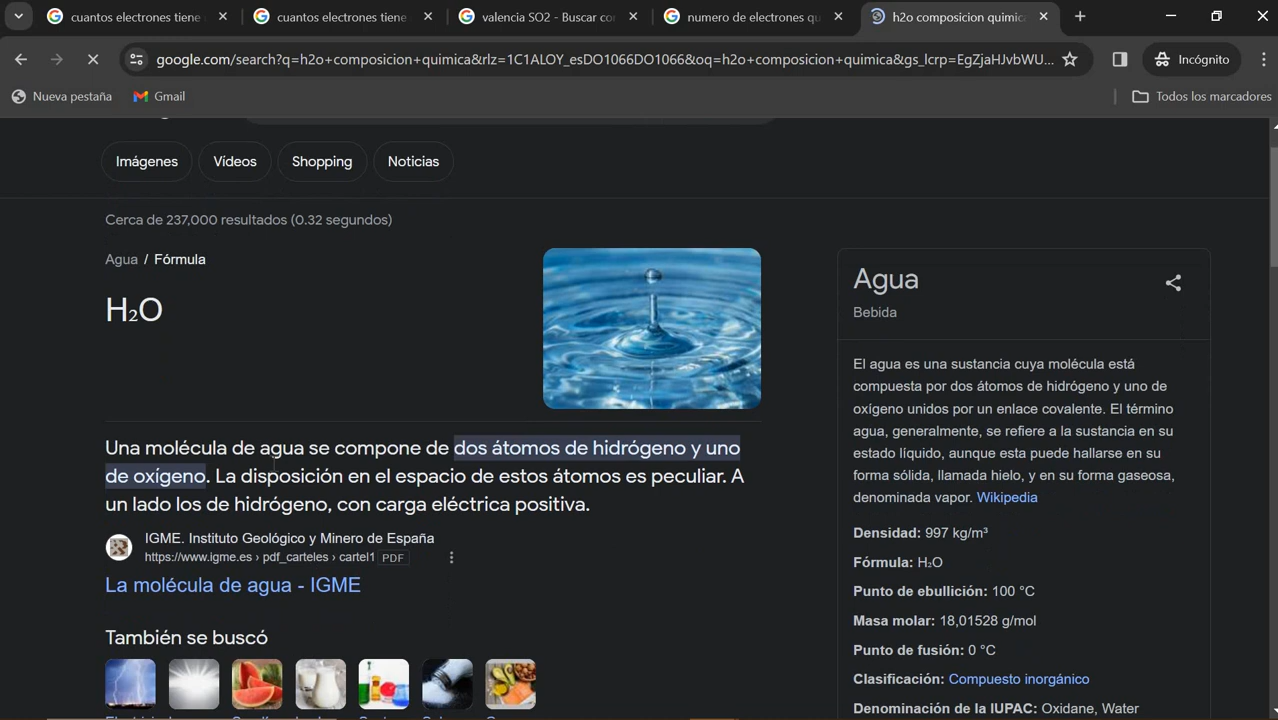 cuantos electrones tiene
cuantos electrones tiene
valencia SO2 - Buscar co
numero de electrones q
h2o composicion quimic
google.com/search?q=h2o+composicion+quimica&rlz=1C1ALOY_esDO1066DO1066&oq=h2o+composicion+quimica&gs_lcrp=EgZjaHJvbWU...
Incógnito
Nueva pestaña
Gmail
Todos los marcadores
Imágenes
Vídeos
Shopping
Noticias
Cerca de 237,000 resultados (0.32 segundos)
Agua / Fórmula
H₂O
Una molécula de agua se compone de dos átomos de hidrógeno y uno
de oxígeno. La disposición en el espacio de estos átomos es peculiar. A
un lado los de hidrógeno, con carga eléctrica positiva.
IGME. Instituto Geológico y Minero de España
https://www.igme.es › pdf_carteles › cartel1 PDF
La molécula de agua - IGME
También se buscó
Agua
Bebida
El agua es una sustancia cuya molécula está
compuesta por dos átomos de hidrógeno y uno de
oxígeno unidos por un enlace covalente. El término
agua, generalmente, se refiere a la sustancia en su
estado líquido, aunque esta puede hallarse en su
forma sólida, llamada hielo, y en su forma gaseosa,
denominada vapor. Wikipedia
Densidad: 997 kg/m³
Fórmula: H₂O
Punto de ebullición: 100 °C
Masa molar: 18,01528 g/mol
Punto de fusión: 0 °C
Clasificación: Compuesto inorgánico
Denominación de la IUPAC: Oxidane, Water